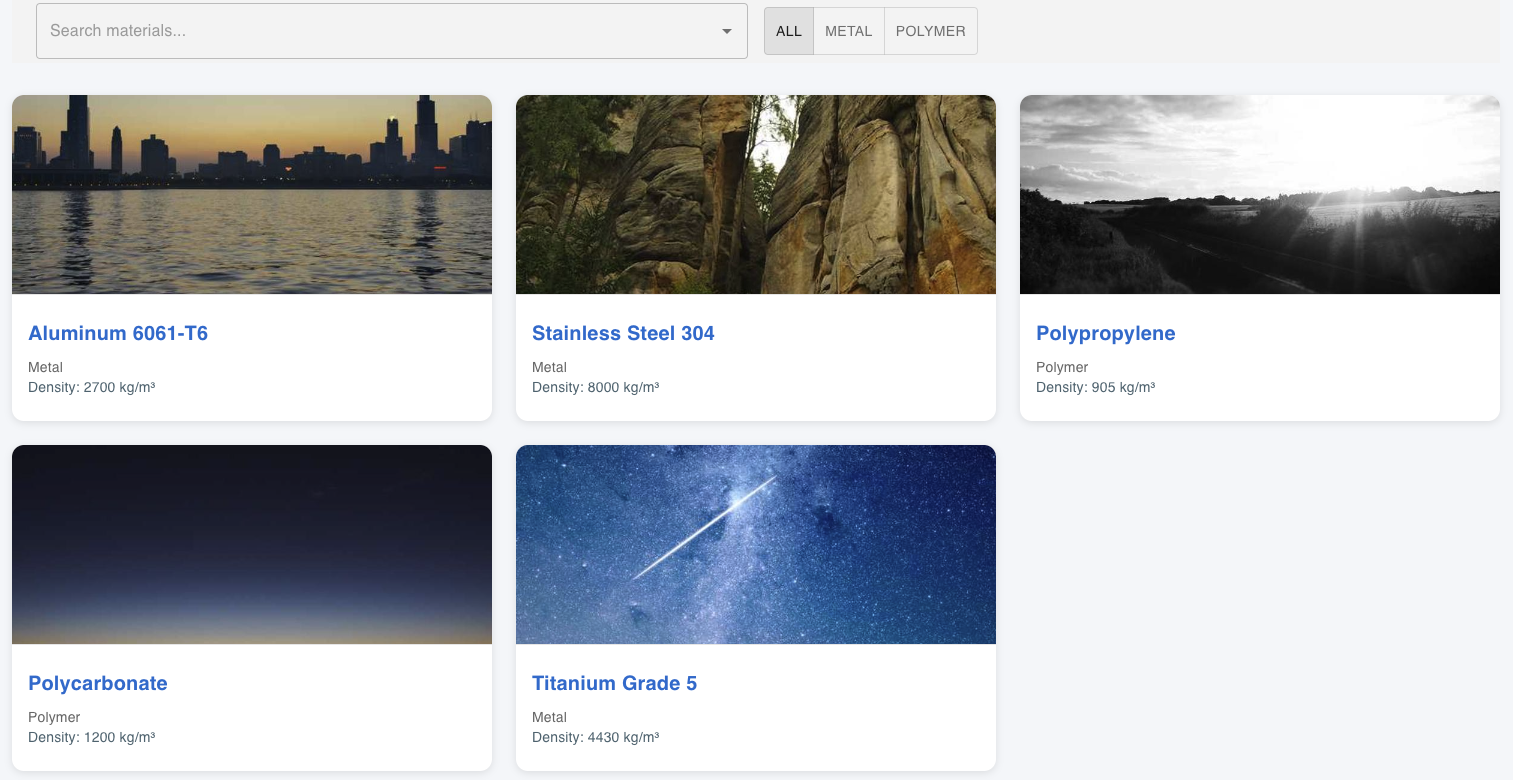 Search materials...
ALL
METAL
POLYMER
Aluminum 6061-T6
Metal
Density: 2700 kg/m³
Stainless Steel 304
Metal
Density: 8000 kg/m³
Polypropylene
Polymer
Density: 905 kg/m³
Polycarbonate
Polymer
Density: 1200 kg/m³
Titanium Grade 5
Metal
Density: 4430 kg/m³